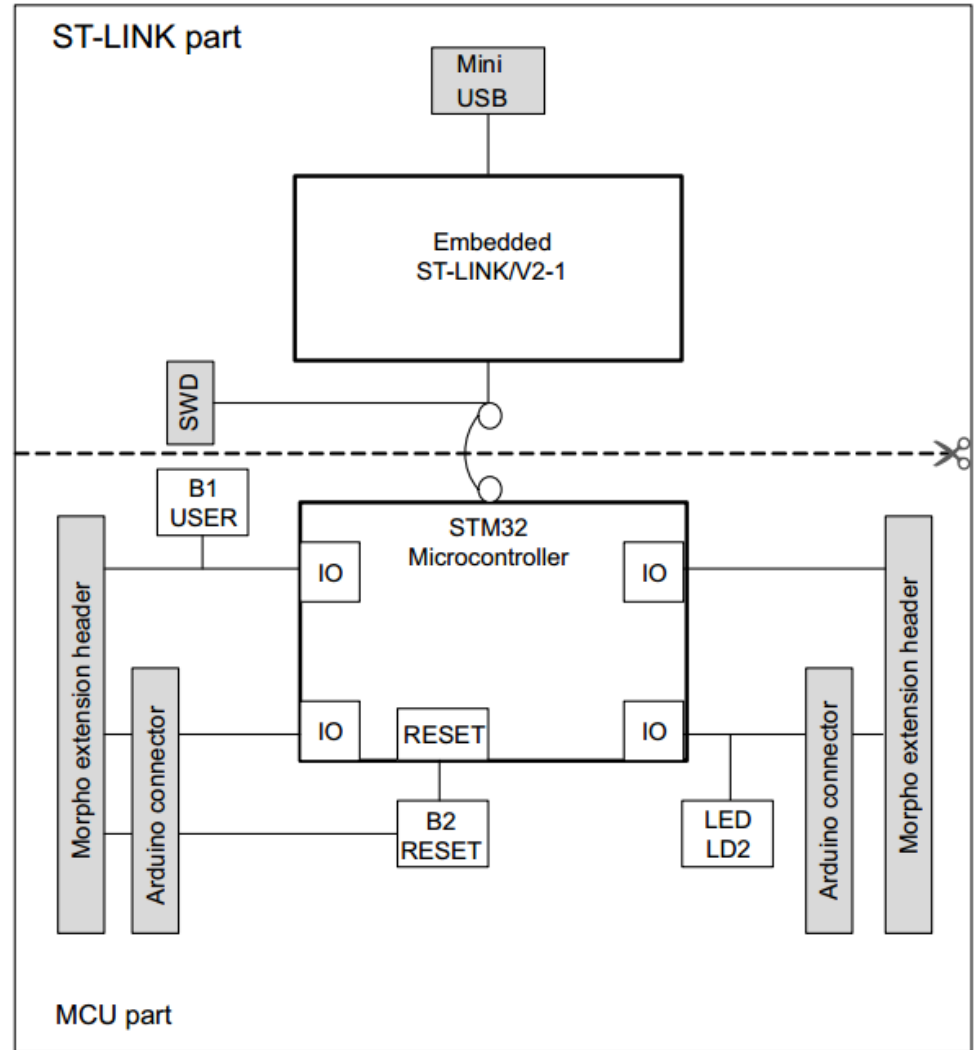 ST-LINK part
Mini
USB
Embedded
ST-LINK/V2-1
SWD
B1
USER
STM32
Microcontroller
IO
IO
Morpho extension header
Arduino connector
IO
RESET
IO
Arduino connector
Morpho extension header
B2
RESET
LED
LD2
MCU part